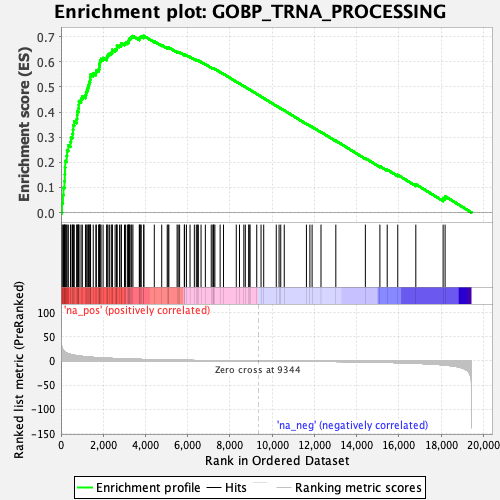 Enrichment plot: GOBP_TRNA_PROCESSING
Enrichment score (ES)
0.7
0.6
0.5
0.4
0.3
0.2
0.1
0.0
'na_pos' (positively correlated)
Ranked list metric (PreRanked)
100
50
0
-50
-100
-150
Zero cross at 9344
'na_neg' (negatively correlated)
0
2,000
4,000
6,000
8,000
10,000
12,000
14,000
16,000
18,000
20,000
Rank in Ordered Dataset
Enrichment profile
Hits
Ranking metric scores